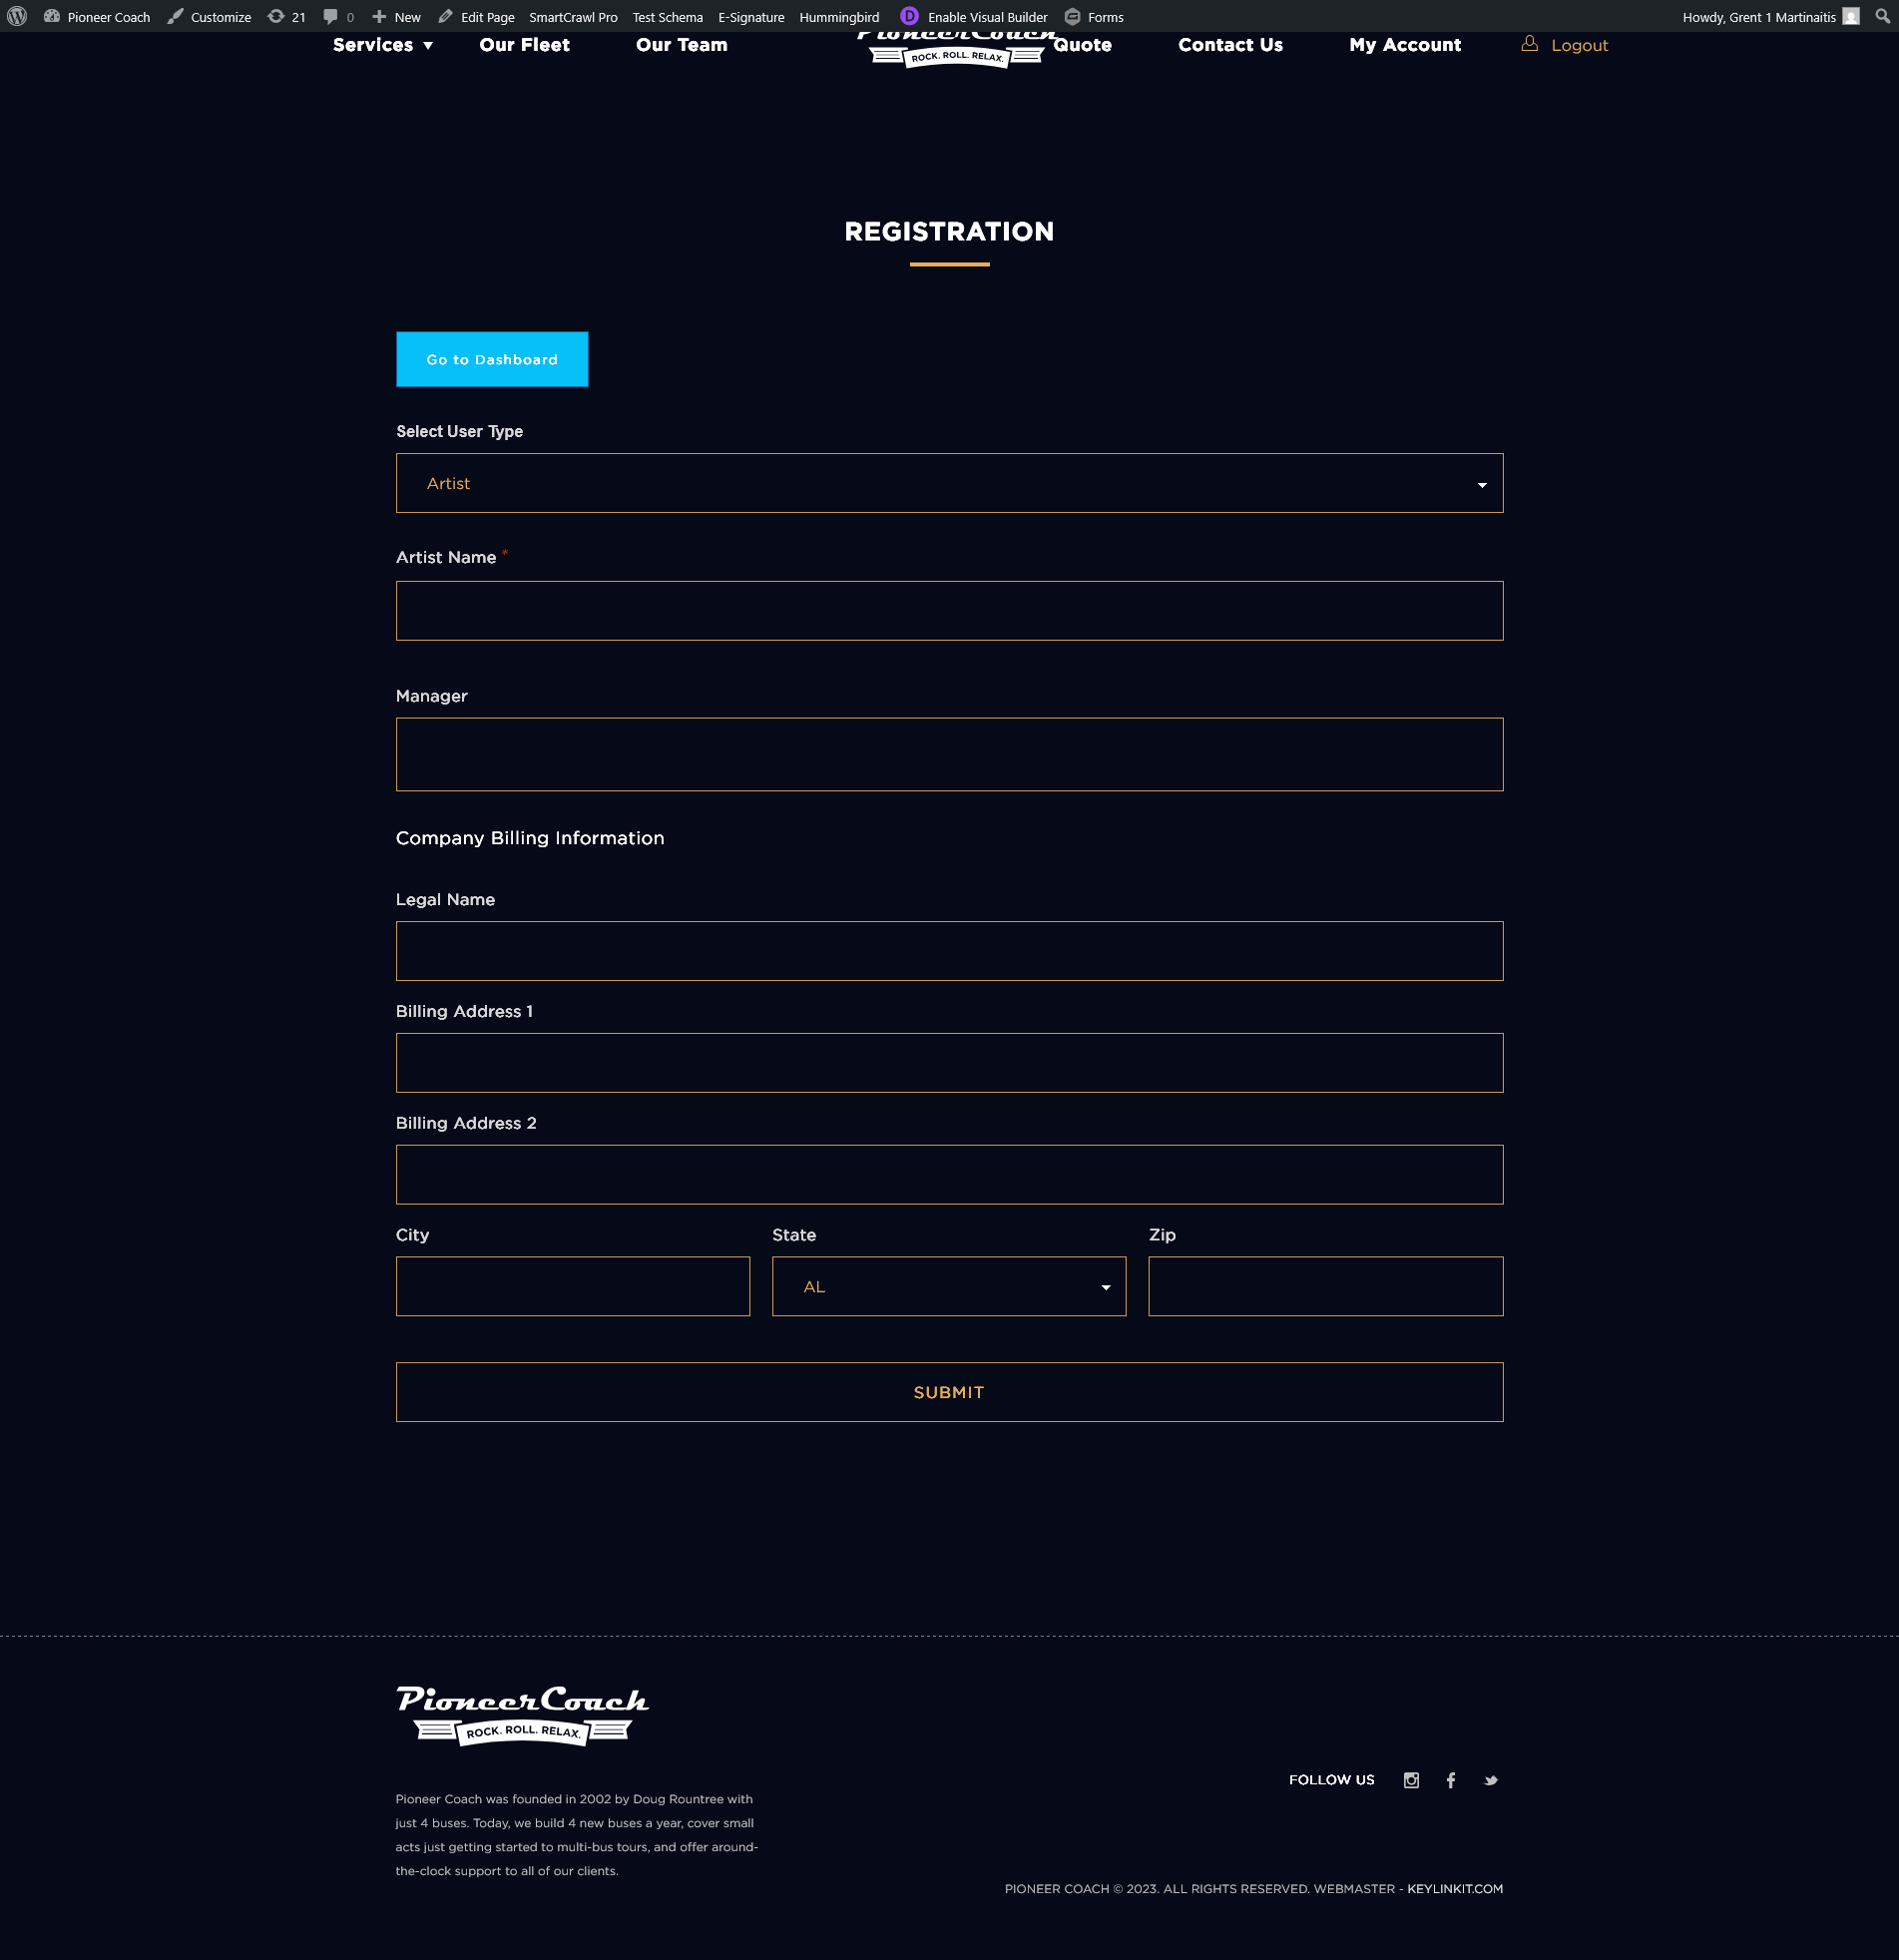 Pioneer Coach Customize 21 0 New Edit Page SmartCrawl Pro Test Schema E-Signature Hummingbird D Enable Visual Builder Forms Howdy, Grent 1 Martinaitis
Services Our Fleet Our Team PioneerCoach Quote Contact Us My Account Logout
ROCK. ROLL. RELAX.
REGISTRATION
Go to Dashboard
Select User Type
Artist
Artist Name *
Manager
Company Billing Information
Legal Name
Billing Address 1
Billing Address 2
City State Zip
AL
SUBMIT
PioneerCoach
ROCK. ROLL. RELAX.
FOLLOW US
Pioneer Coach was founded in 2002 by Doug Rountree with
just 4 buses. Today, we build 4 new buses a year, cover small
acts just getting started to multi-bus tours, and offer around-
the-clock support to all of our clients.
PIONEER COACH © 2023. ALL RIGHTS RESERVED. WEBMASTER - KEYLINKIT.COM